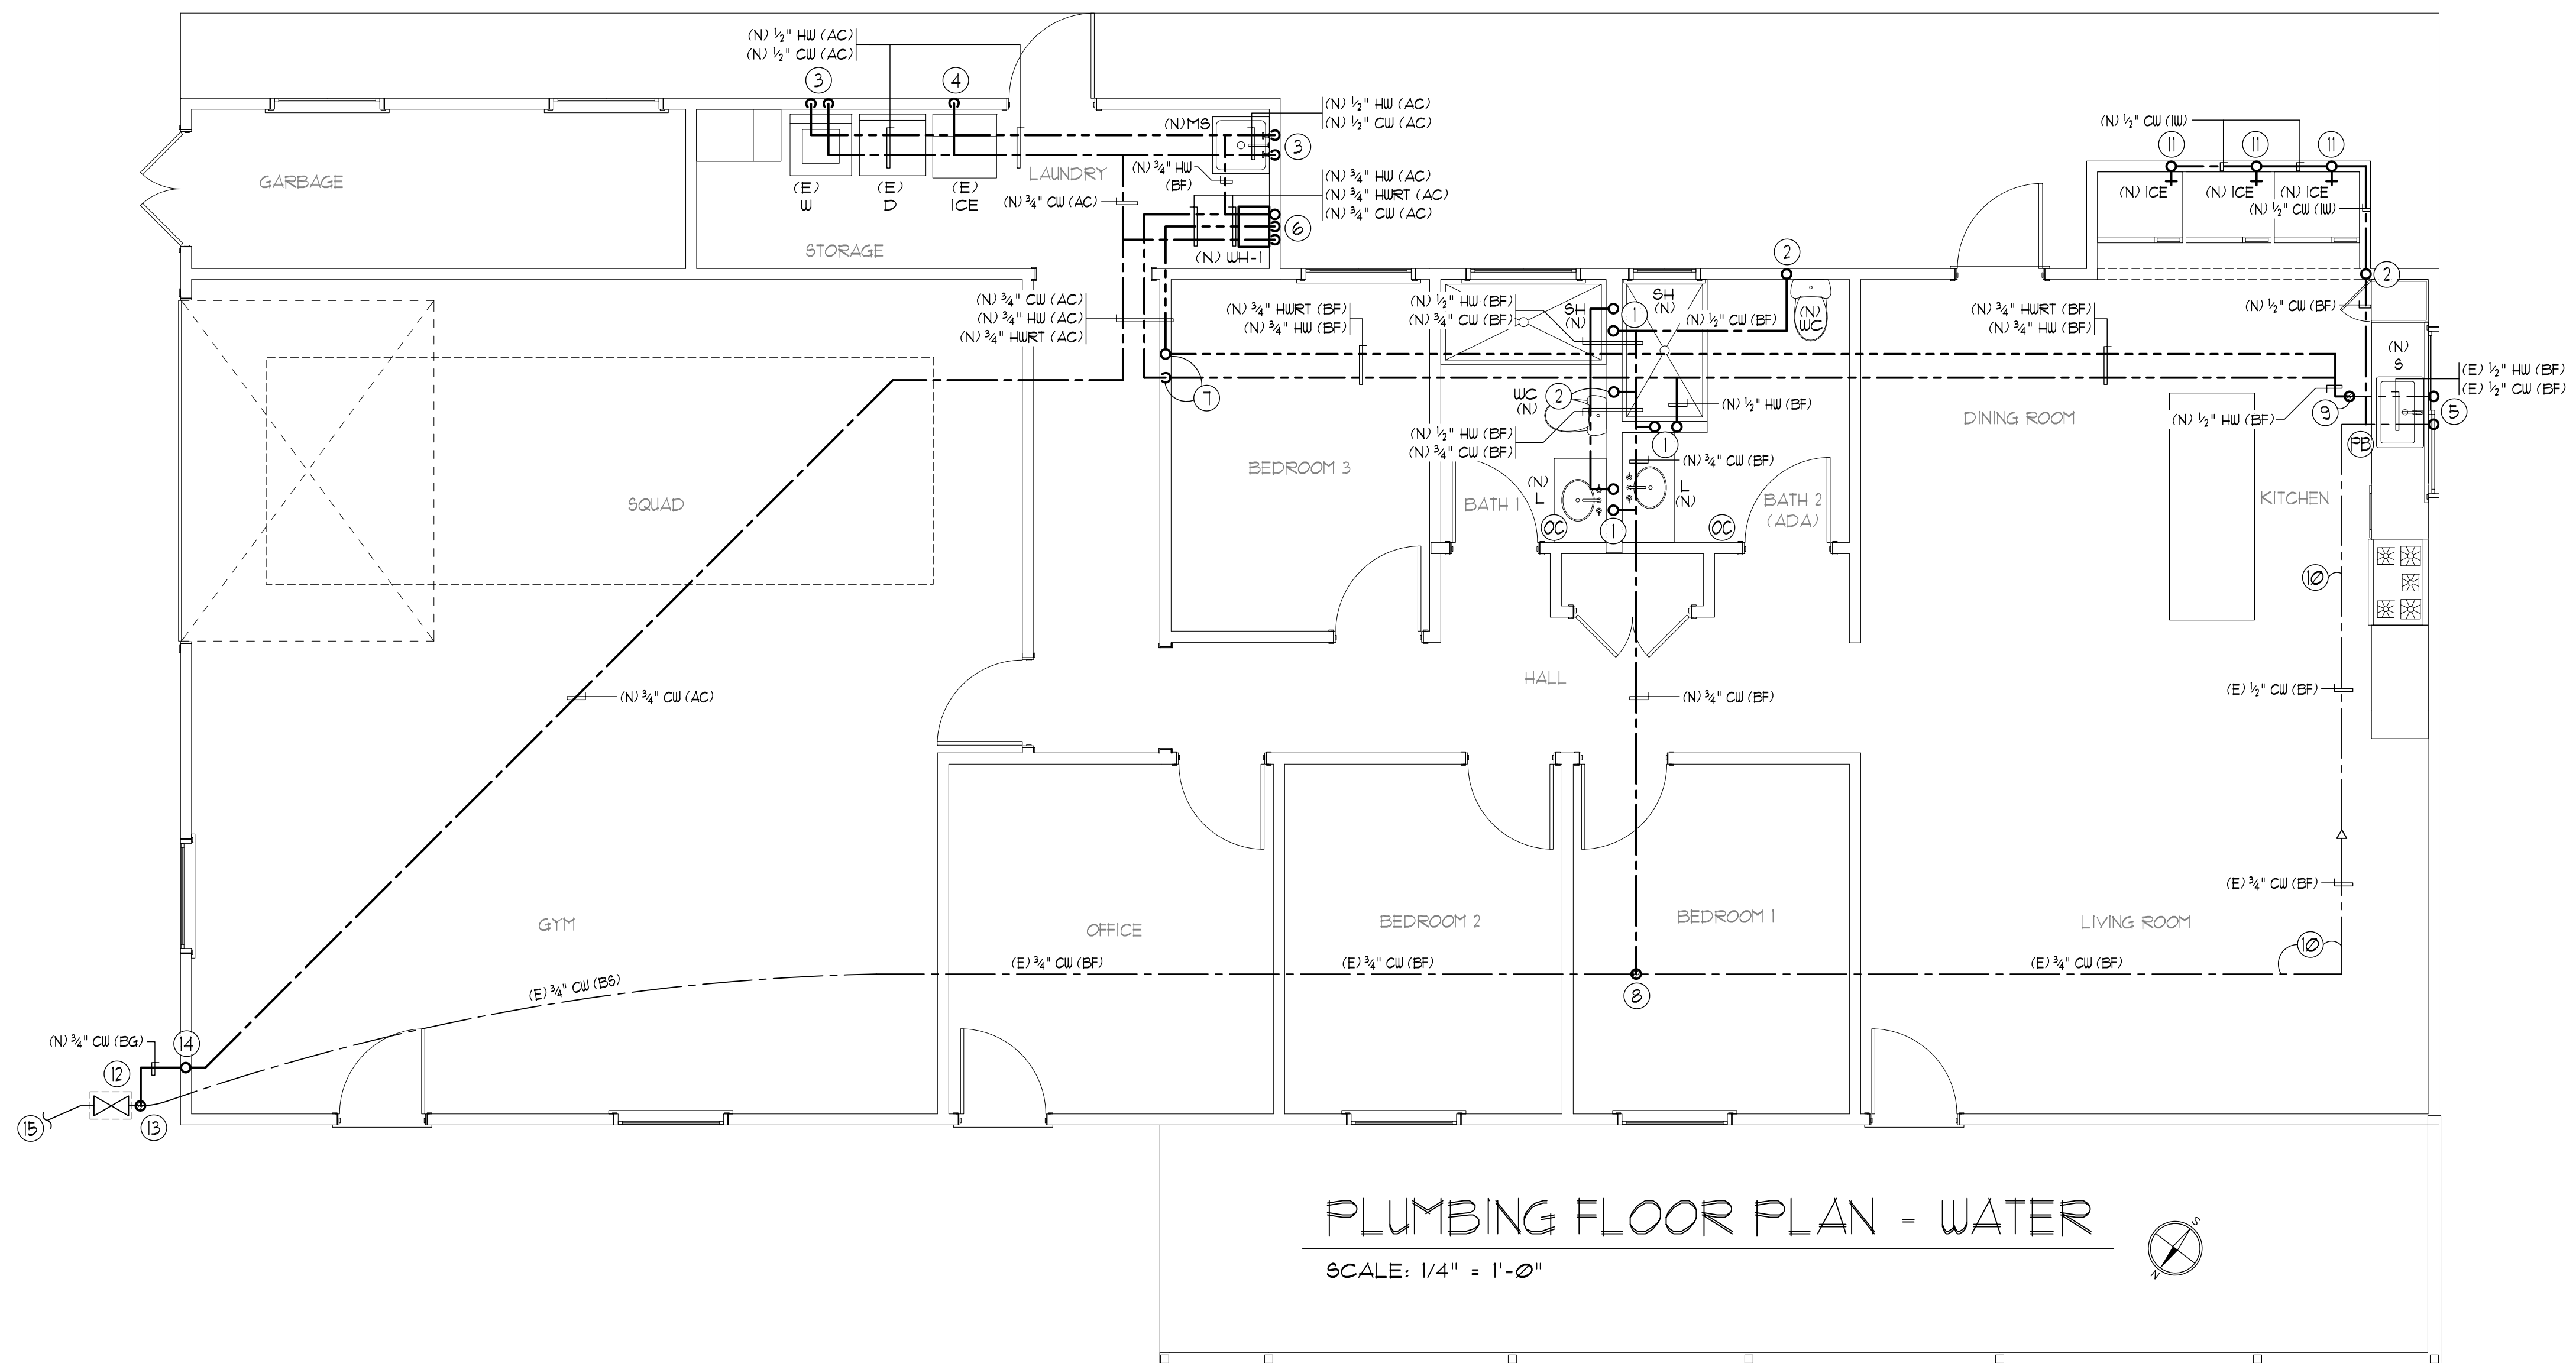 (N) ½" HW (AC)
(N) ½" CW (AC)
3
4
(N) MS
(N) ½" HW (AC)
(N) ½" CW (AC)
3
(N) ½" CW (IW)
11
11
11
GARBAGE
(E)
W
(E)
D
(E)
ICE
LAUNDRY
(N) ¾" HW
(BF)
(N) ¾" CW (AC)
(N) ¾" HW (AC)
(N) ¾" HWRT (AC)
(N) ¾" CW (AC)
6
(N) ICE
(N) ICE
(N) ICE
(N) ½" CW (IW)
STORAGE
(N) WH-1
2
2
(N) ¾" CW (AC)
(N) ¾" HW (AC)
(N) ¾" HWRT (AC)
(N) ¾" HWRT (BF)
(N) ¾" HW (BF)
(N) ½" HW (BF)
(N) ¾" CW (BF)
SH
(N)
1
SH
(N)
(N) ½" CW (BF)
(N)
WC
(N) ¾" HWRT (BF)
(N) ¾" HW (BF)
(N) ½" CW (BF)
(N)
S
(E) ½" HW (BF)
(E) ½" CW (BF)
7
WC
(N)
2
(N) ½" HW (BF)
DINING ROOM
(N) ½" HW (BF)
9
5
PB
(N) ½" HW (BF)
(N) ¾" CW (BF)
1
(N) ¾" CW (BF)
BEDROOM 3
SQUAD
BATH 1
(N)
L
L
(N)
BATH 2
(ADA)
KITCHEN
OC
1
OC
10
HALL
(N) ¾" CW (AC)
(N) ¾" CW (BF)
(E) ½" CW (BF)
(E) ¾" CW (BF)
GYM
OFFICE
BEDROOM 2
BEDROOM 1
LIVING ROOM
10
(E) ¾" CW (BS)
(E) ¾" CW (BF)
(E) ¾" CW (BF)
(E) ¾" CW (BF)
8
(N) ¾" CW (BG)
14
12
15
13
PLUMBING FLOOR PLAN - WATER
SCALE: 1/4" = 1'-0"
S
N